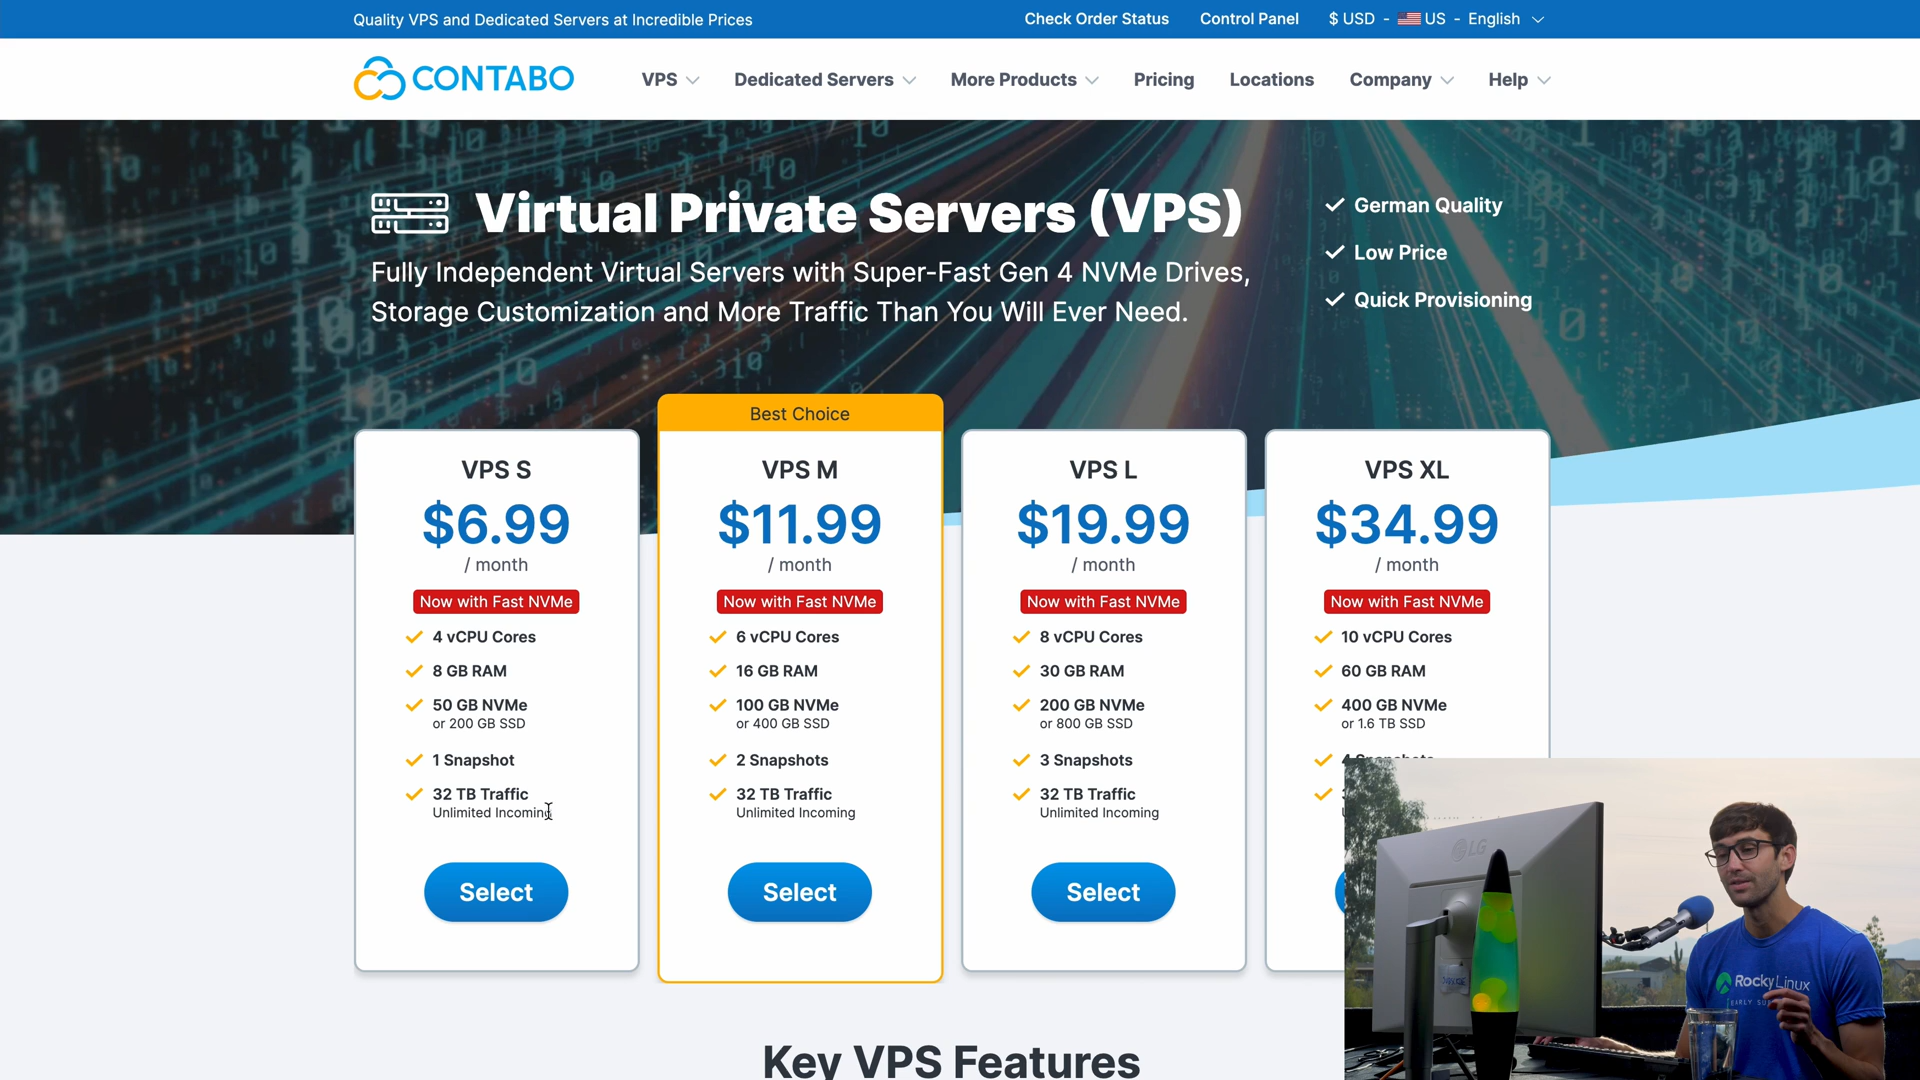 Quality VPS and Dedicated Servers at Incredible Prices
Check Order Status
Control Panel
$ USD - US - English
CONTABO
VPS
Dedicated Servers
More Products
Pricing
Locations
Company
Help
Virtual Private Servers (VPS)
Fully Independent Virtual Servers with Super-Fast Gen 4 NVMe Drives,
Storage Customization and More Traffic Than You Will Ever Need.
German Quality
Low Price
Quick Provisioning
VPS S
$6.99
/ month
Now with Fast NVMe
4 vCPU Cores
8 GB RAM
50 GB NVMe
or 200 GB SSD
1 Snapshot
32 TB Traffic
Unlimited Incoming
Select
Best Choice
VPS M
$11.99
/ month
Now with Fast NVMe
6 vCPU Cores
16 GB RAM
100 GB NVMe
or 400 GB SSD
2 Snapshots
32 TB Traffic
Unlimited Incoming
Select
VPS L
$19.99
/ month
Now with Fast NVMe
8 vCPU Cores
30 GB RAM
200 GB NVMe
or 800 GB SSD
3 Snapshots
32 TB Traffic
Unlimited Incoming
Select
VPS XL
$34.99
/ month
Now with Fast NVMe
10 vCPU Cores
60 GB RAM
400 GB NVMe
or 1.6 TB SSD
4 Snapshots
LG
Rocky Linux
Key VPS Features